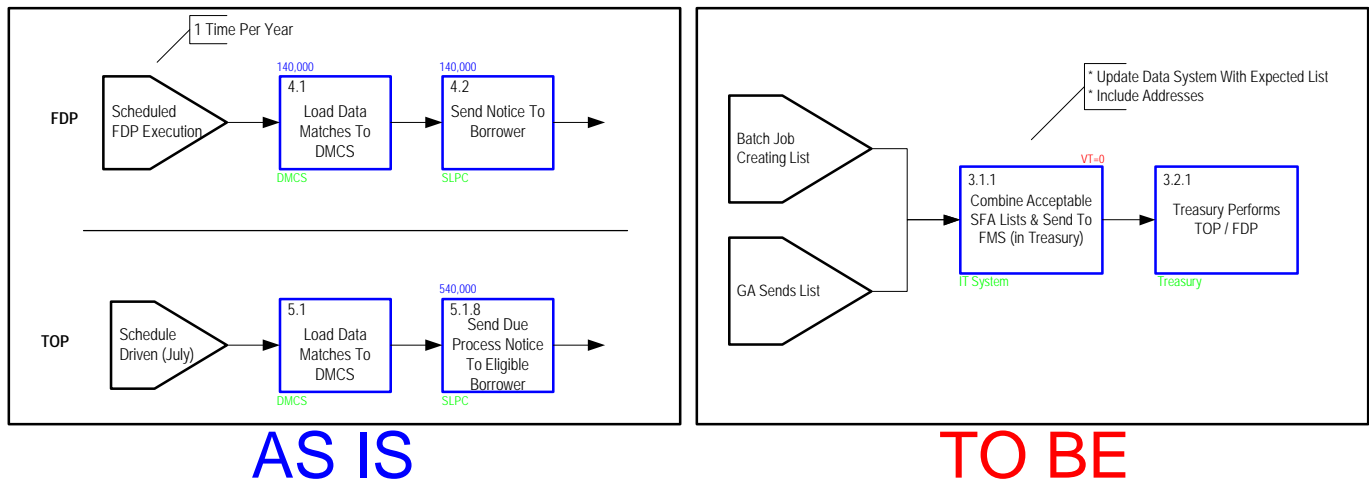 1 Time Per Year
FDP
Scheduled
FDP Execution
140,000
4.1
Load Data
Matches To
DMCS
DMCS
140,000
4.2
Send Notice To
Borrower
SLPC
TOP
Schedule
Driven (July)
5.1
Load Data
Matches To
DMCS
DMCS
540,000
5.1.8
Send Due
Process Notice
To Eligible
Borrower
SLPC
AS IS
* Update Data System With Expected List
* Include Addresses
Batch Job
Creating List
GA Sends List
VT=0
3.1.1
Combine Acceptable
SFA Lists & Send To
FMS (in Treasury)
IT System
3.2.1
Treasury Performs
TOP / FDP
Treasury
TO BE